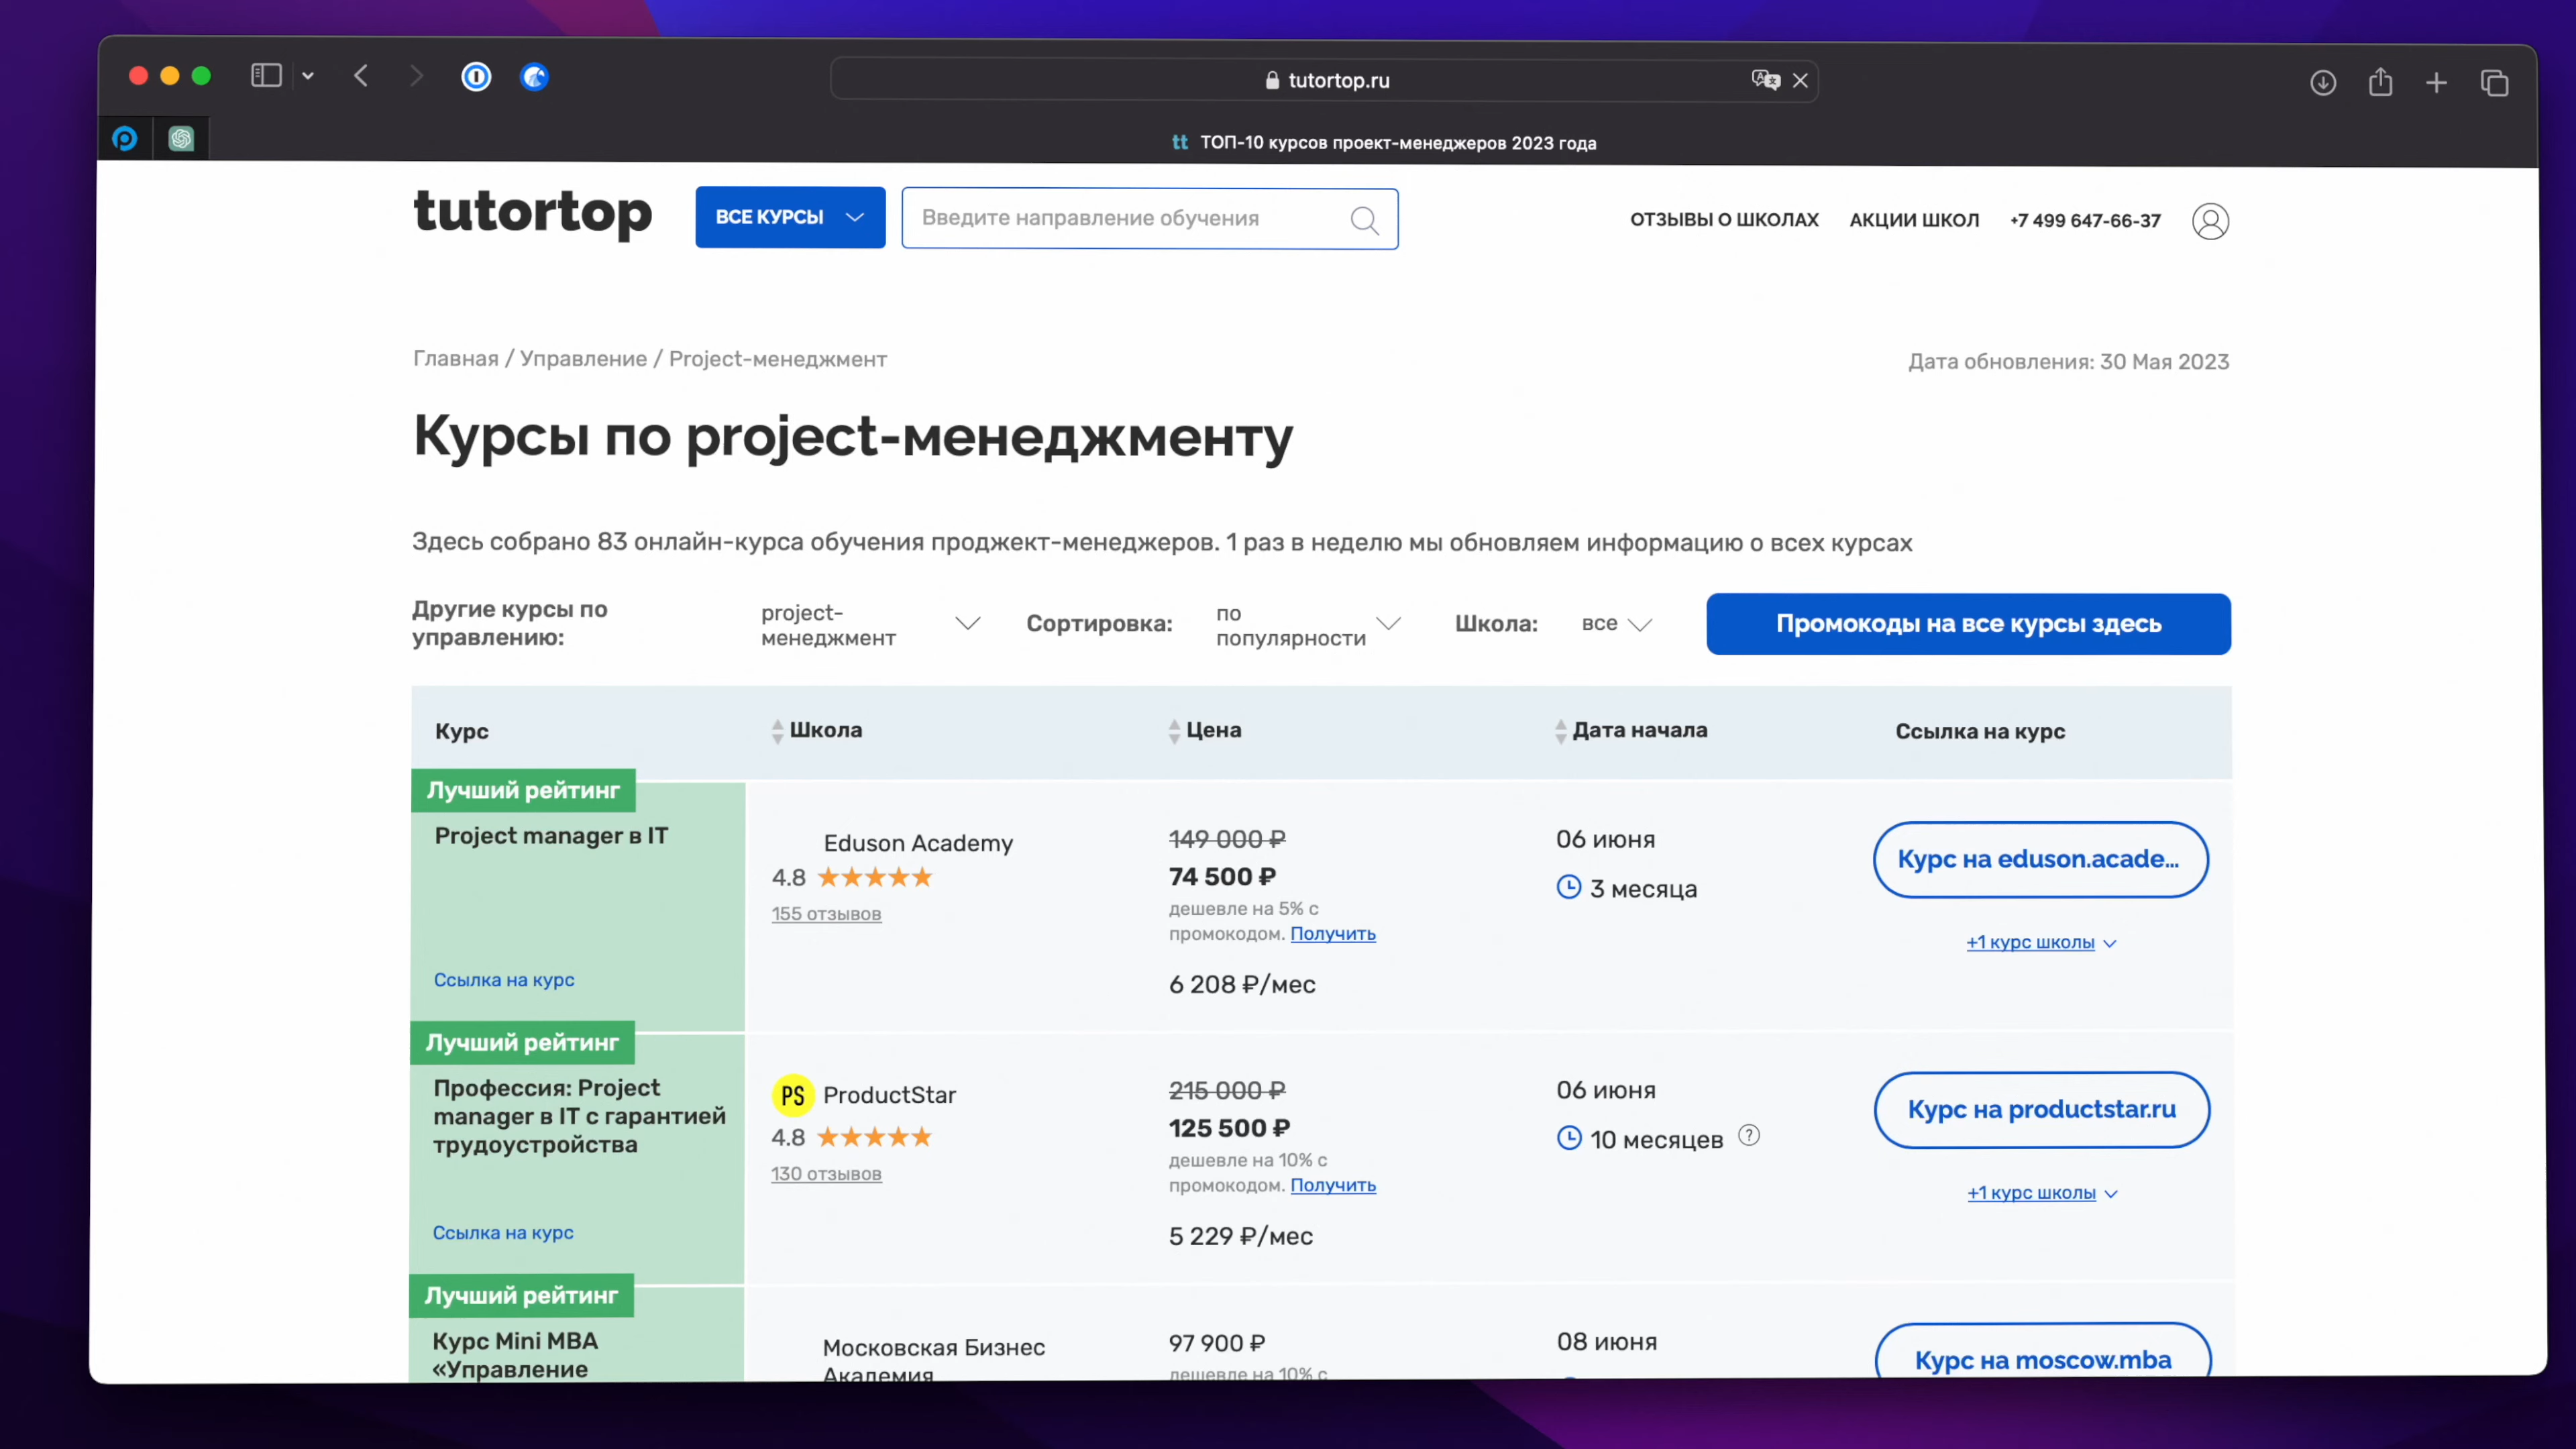 tutortop.ru
tt ТОП-10 курсов проект-менеджеров 2023 года
tutortop
ВСЕ КУРСЫ
Введите направление обучения
ОТЗЫВЫ О ШКОЛАХ
АКЦИИ ШКОЛ
+7 499 647-66-37
Главная / Управление / Project-менеджмент
Дата обновления: 30 Мая 2023
Курсы по project-менеджменту
Здесь собрано 83 онлайн-курса обучения проджект-менеджеров. 1 раз в неделю мы обновляем информацию о всех курсах
Другие курсы по
управлению:
project-
менеджмент
Сортировка:
по
популярности
Школа:
все
Промокоды на все курсы здесь
Курс
Школа
Цена
Дата начала
Ссылка на курс
Лучший рейтинг
Project manager в IT
Ссылка на курс
Eduson Academy
4.8
155 отзывов
149 000 ₽
74 500 ₽
дешевле на 5% с
промокодом. Получить
6 208 ₽/мес
06 июня
3 месяца
Курс на eduson.acade...
+1 курс школы
Лучший рейтинг
Профессия: Project
manager в IT с гарантией
трудоустройства
Ссылка на курс
PS ProductStar
4.8
130 отзывов
215 000 ₽
125 500 ₽
дешевле на 10% с
промокодом. Получить
5 229 ₽/мес
06 июня
10 месяцев ?
Курс на productstar.ru
+1 курс школы
Лучший рейтинг
Курс Mini MBA
«Управление
Московская Бизнес
Академия
97 900 ₽
дешевле на 10% с
08 июня
Курс на moscow.mba